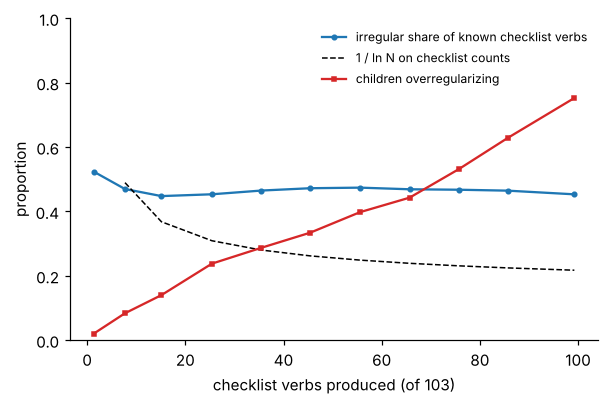 1.0
0.8
0.6
0.4
0.2
0.0
proportion
irregular share of known checklist verbs
1 / ln N on checklist counts
children overregularizing
0 20 40 60 80 100
checklist verbs produced (of 103)